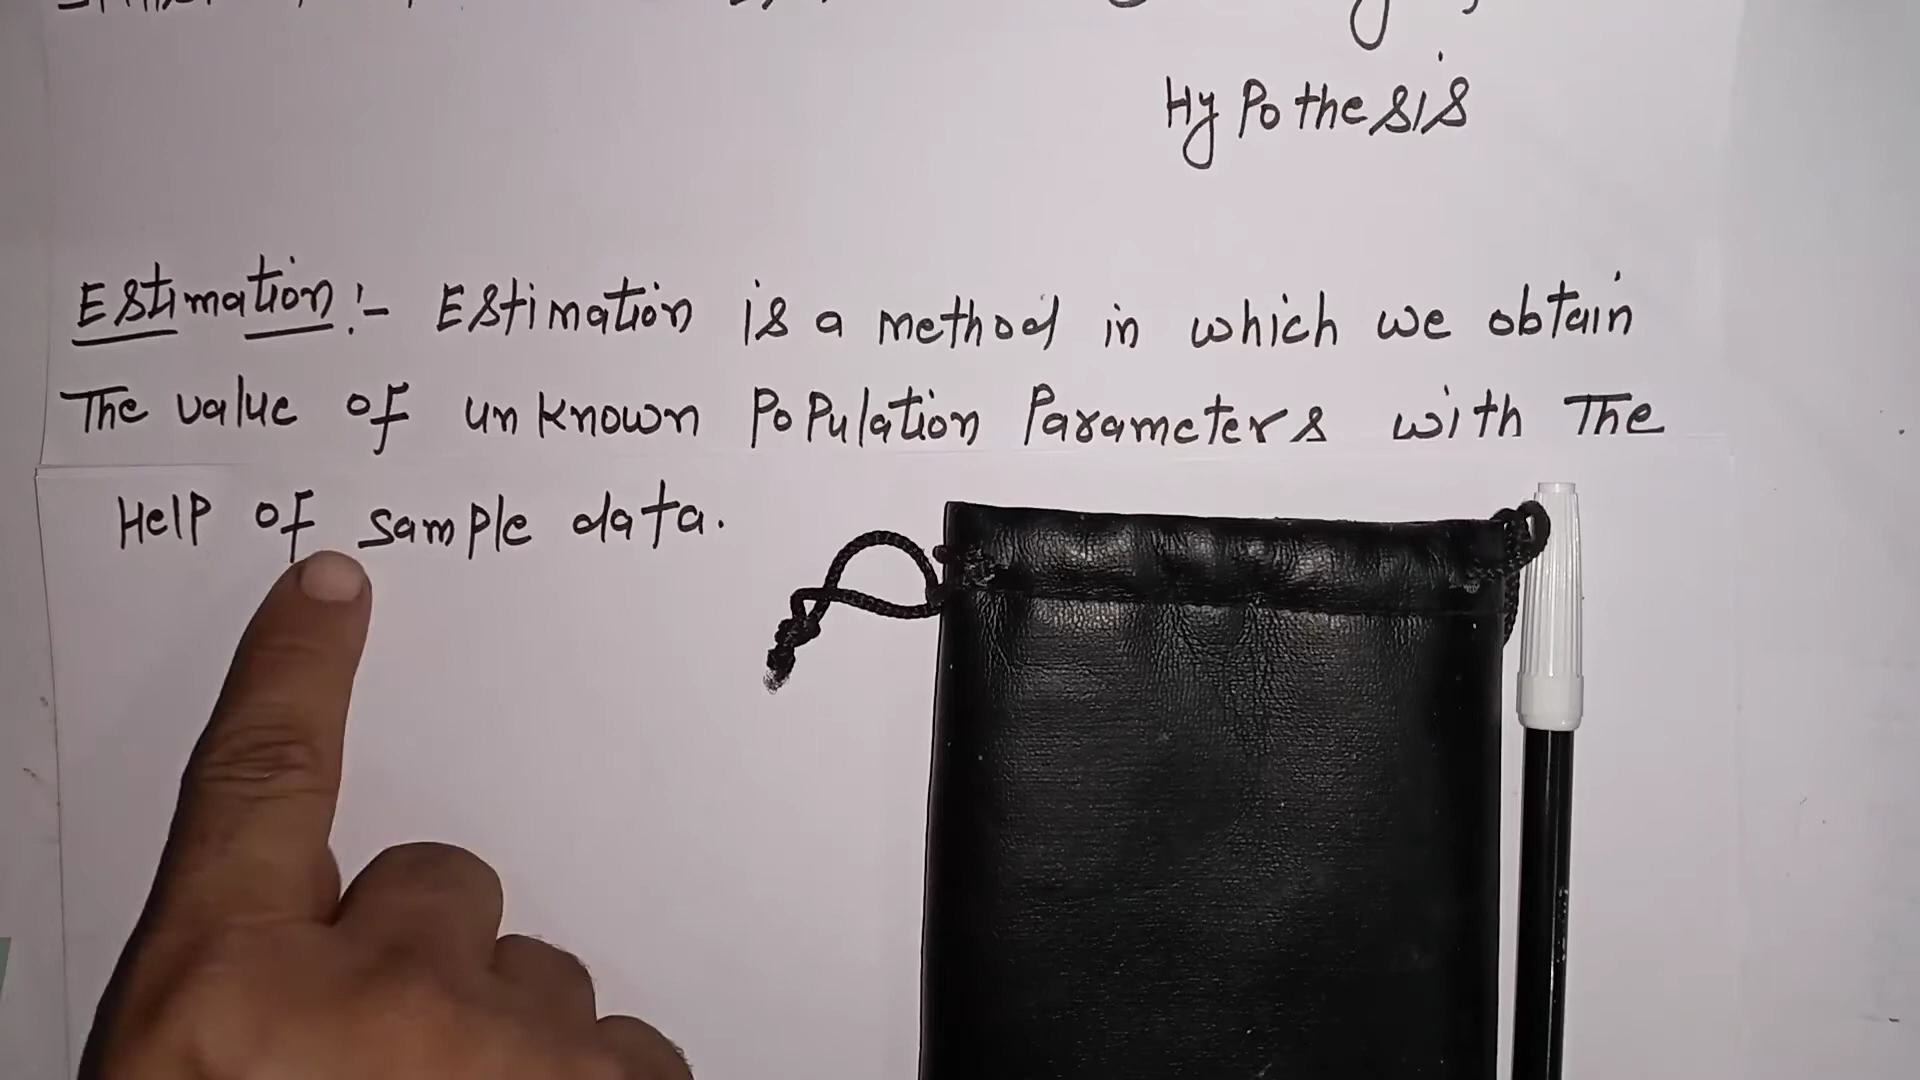 Hypothesis
Estimation:- Estimation is a method in which we obtain
The value of unknown Population Parameters with The
Help of sample data.